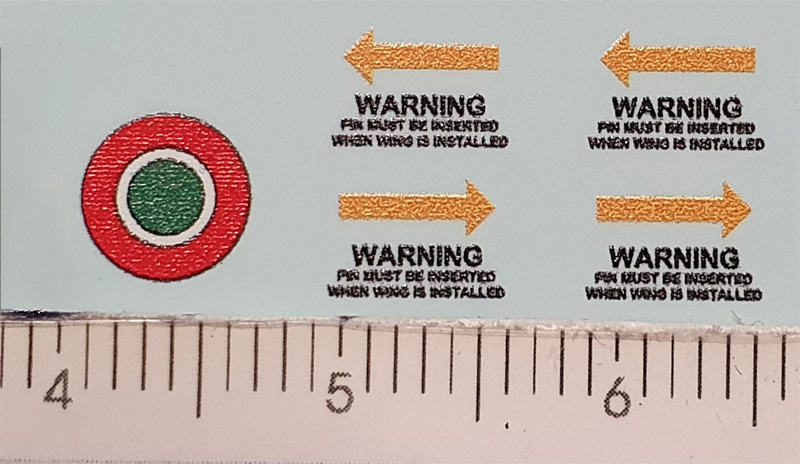 WARNING
PIN MUST BE INSERTED
WHEN WING IS INSTALLED
WARNING
PIN MUST BE INSERTED
WHEN WING IS INSTALLED
WARNING
PIN MUST BE INSERTED
WHEN WING IS INSTALLED
WARNING
PIN MUST BE INSERTED
WHEN WING IS INSTALLED
4 5 6